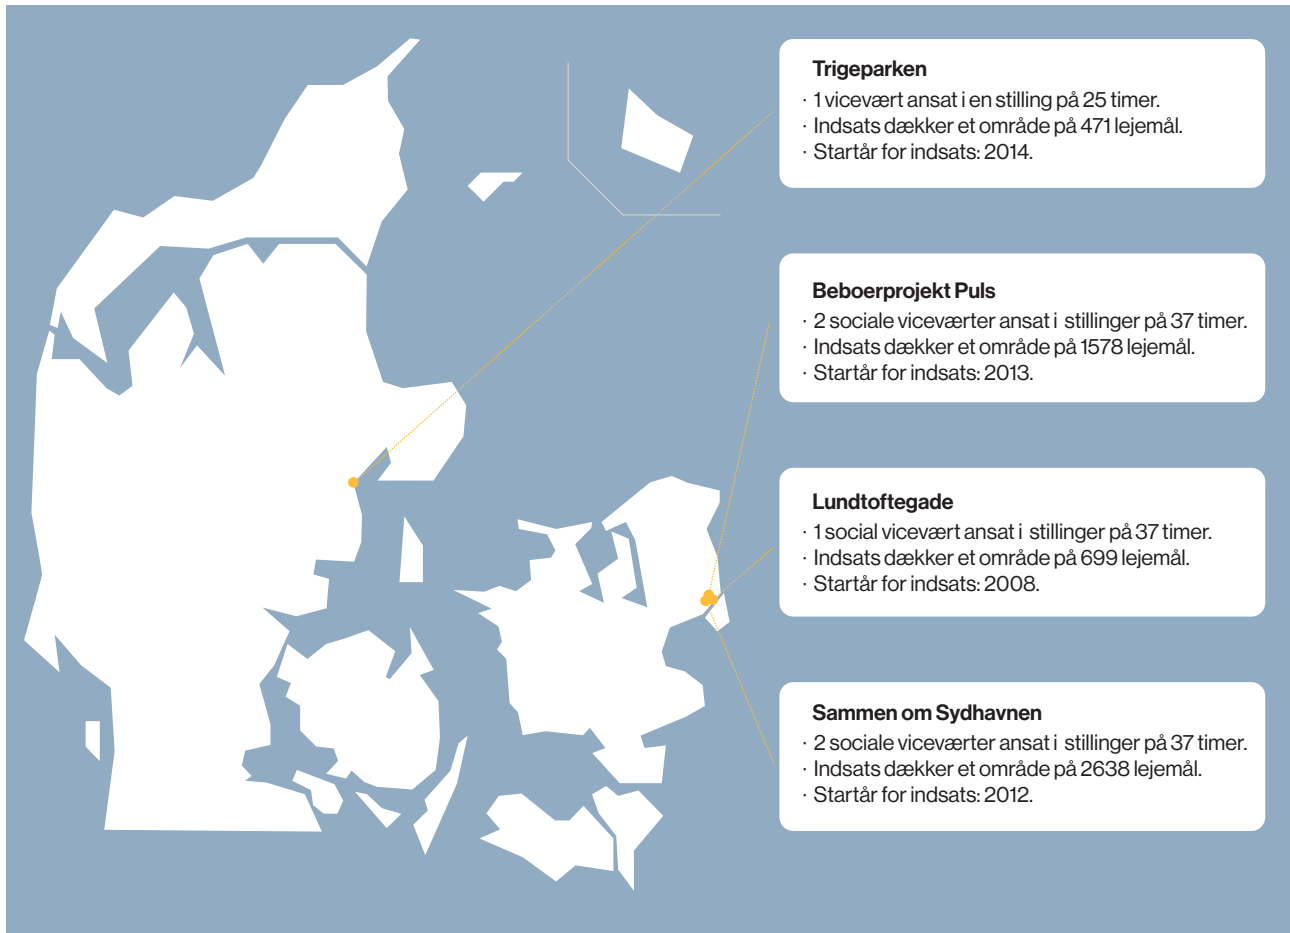 Trigeparken
· 1 vicevært ansat i en stilling på 25 timer.
· Indsats dækker et område på 471 lejemål.
· Startår for indsats: 2014.
Beboerprojekt Puls
· 2 sociale viceværter ansat i stillinger på 37 timer.
· Indsats dækker et område på 1578 lejemål.
· Startår for indsats: 2013.
Lundtoftegade
· 1 social vicevært ansat i stillinger på 37 timer.
· Indsats dækker et område på 699 lejemål.
· Startår for indsats: 2008.
Sammen om Sydhavnen
· 2 sociale viceværter ansat i stillinger på 37 timer.
· Indsats dækker et område på 2638 lejemål.
· Startår for indsats: 2012.